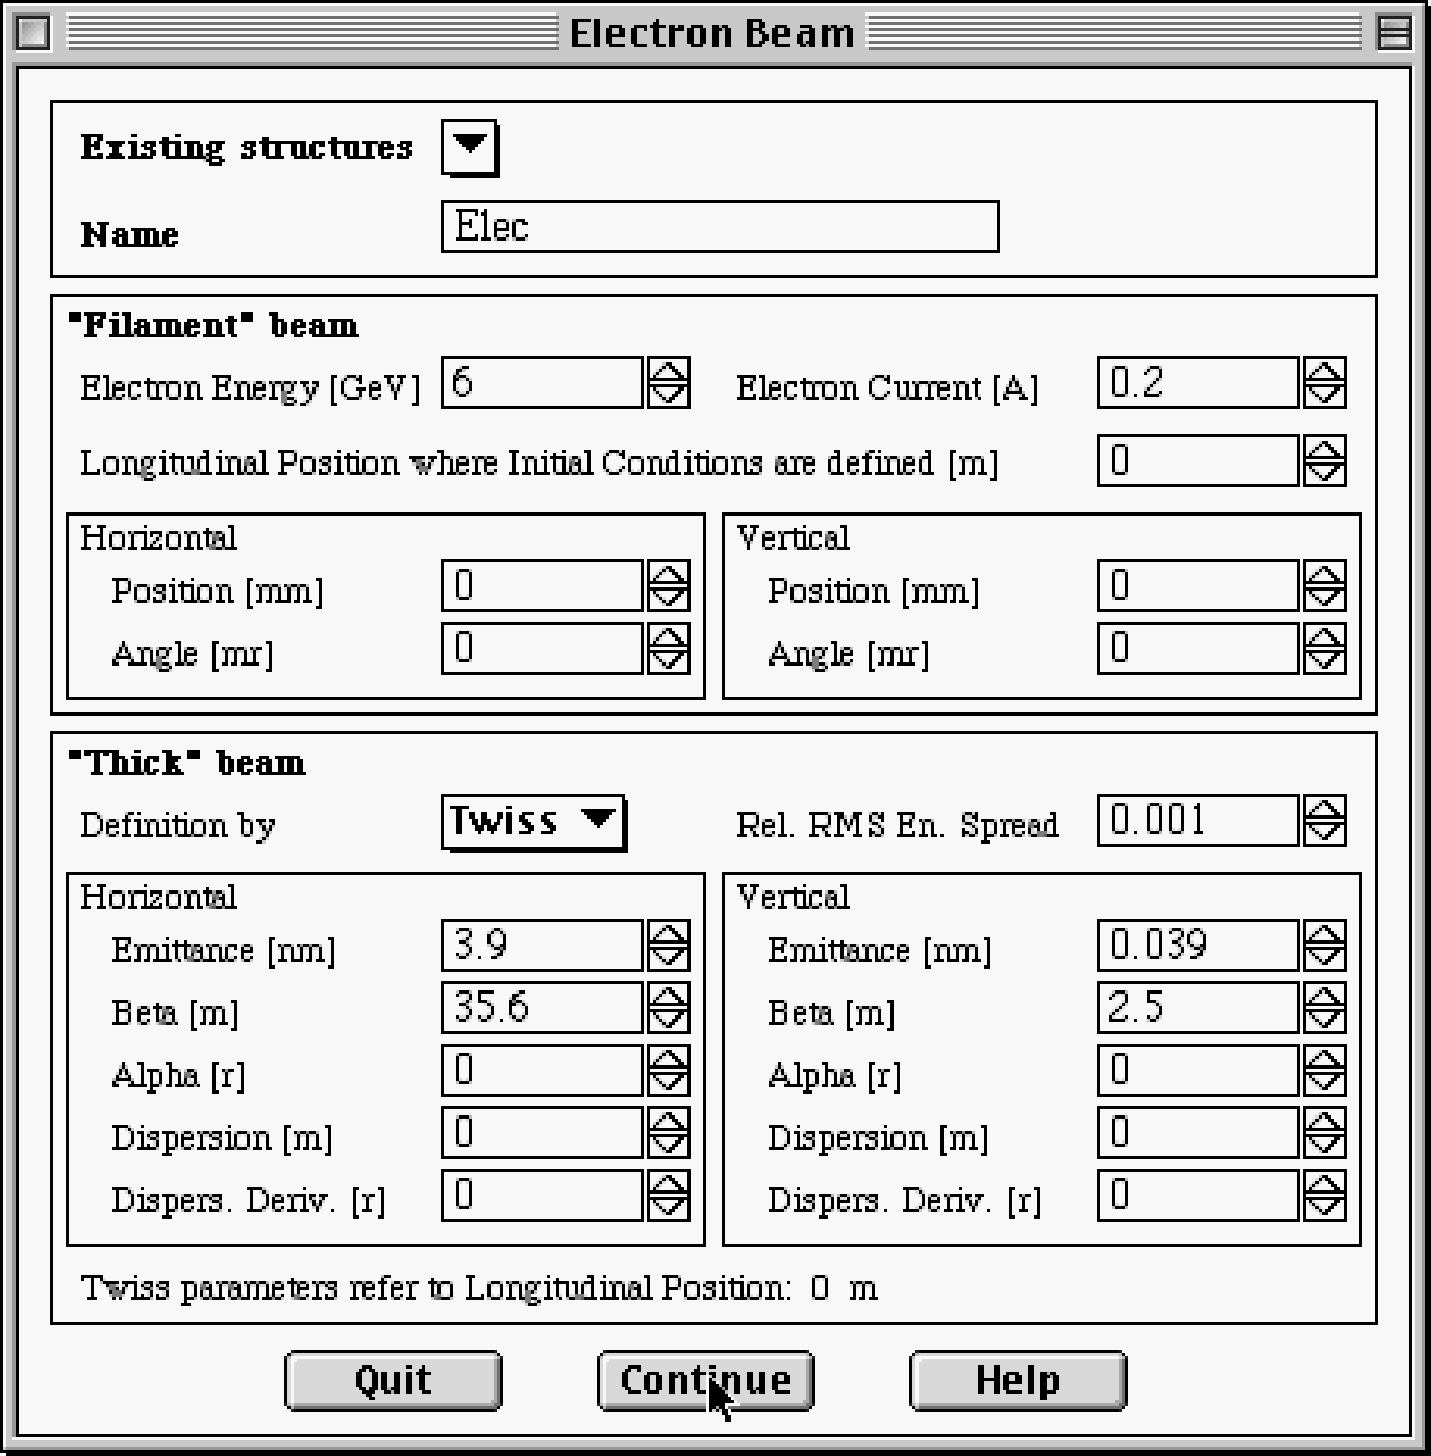 Electron Beam
Existing structures
Name Elec
"Filament" beam
Electron Energy [GeV] 6 Electron Current [A] 0.2
Longitudinal Position where Initial Conditions are defined [m] 0
Horizontal Vertical
Position [mm] 0 Position [mm] 0
Angle [mr] 0 Angle [mr] 0
"Thick" beam
Definition by Twiss Rel. RMS En. Spread 0.001
Horizontal Vertical
Emittance [nm] 3.9 Emittance [nm] 0.039
Beta [m] 35.6 Beta [m] 2.5
Alpha [r] 0 Alpha [r] 0
Dispersion [m] 0 Dispersion [m] 0
Dispers. Deriv. [r] 0 Dispers. Deriv. [r] 0
Twiss parameters refer to Longitudinal Position: 0 m
Quit Continue Help